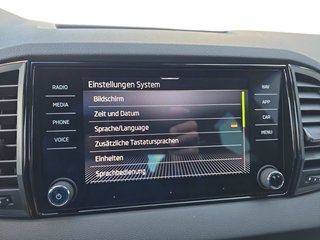 Einstellungen System
RADIO
MEDIA
PHONE
VOICE
Bildschirm
Zeit und Datum
Sprache/Language
Zusätzliche Tastatursprachen
Einheiten
Sprachbedienung
NAV
APP
CAR
MENU